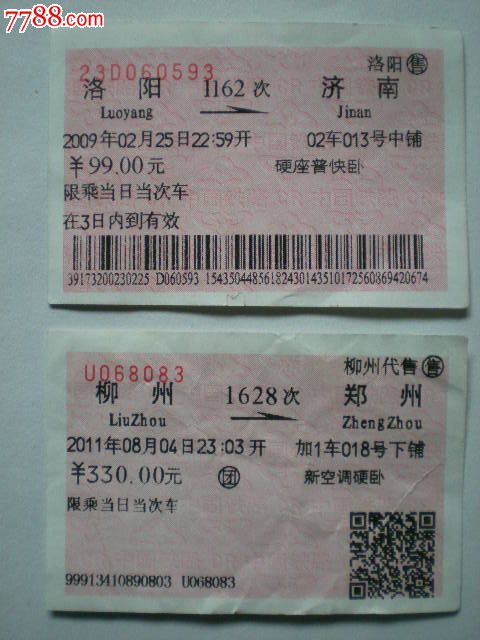 7788.com
洛阳 售
23D060593
洛阳 1162次 济南
Luoyang Jinan
2009年02月25日22:59开 02车013号中铺
￥99.00元 硬座普快卧
限乘当日当次车
在3日内到有效
39173200230225 D060593 15435044856182430143510172560869420674
柳州代售 售
U068083
柳州 1628次 郑州
LiuZhou ZhengZhou
2011年08月04日23:03开 加1车018号下铺
￥330.00元 团 新空调硬卧
限乘当日当次车
99913410890803 U068083